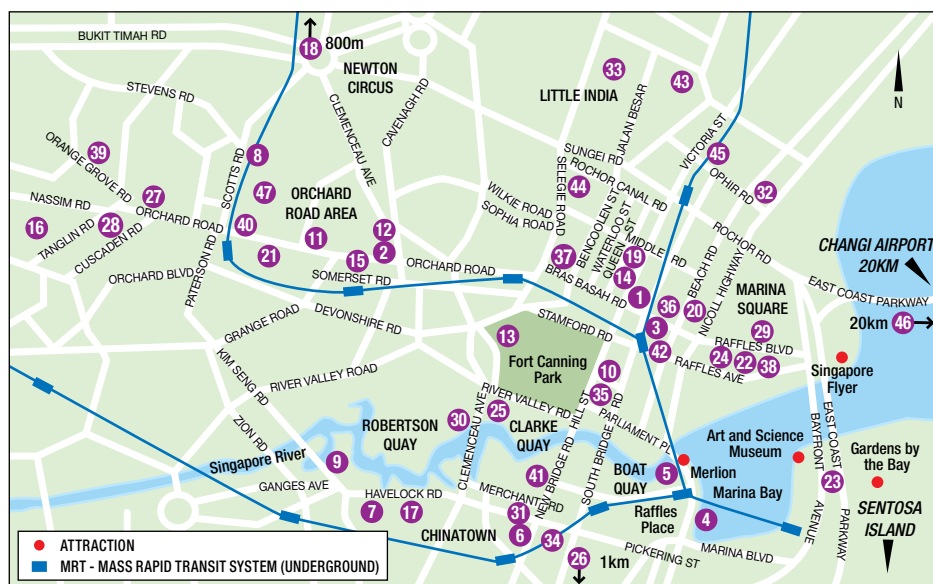 BUKIT TIMAH RD
18
800m
NEWTON
CIRCUS
STEVENS RD
CLEMENCEAU AVE
CAVENAGH RD
33
43
LITTLE INDIA
JALAN BESAR
N
39
ORANGE GROVE RD
SCOTTS RD
8
SUNGEI RD
VICTORIA ST
45
27
47
ORCHARD
ROAD AREA
SELEGIE ROAD
44
ROCHOR CANAL RD
OPHIR RD
32
NASSIM RD
16
TANGLIN RD
28
CUSCADEN RD
ORCHARD ROAD
40
11
12
2
WILKIE ROAD
SOPHIA ROAD
BENCOOLEN ST
WATERLOO ST
QUEEN ST
MIDDLE RD
19
ROCHOR RD
CHANGI AIRPORT
20KM
ORCHARD BLVD
PATERSON RD
21
15
SOMERSET RD
ORCHARD ROAD
37
BRAS BASAH RD
14
1
BEACH RD
NICOLL HIGHWAY
MARINA
SQUARE
EAST COAST PARKWAY
20km
46
GRANGE ROAD
DEVONSHIRE RD
13
STAMFORD RD
36
3
20
42
29
RAFFLES BLVD
24
22
38
RAFFLES AVE
Singapore
Flyer
Fort Canning
Park
KIM SENG RD
RIVER VALLEY ROAD
10
35
HILL ST
ZION RD
ROBERTSON
QUAY
30
CLEMENCEAU AVE
25
RIVER VALLEY RD
CLARKE
QUAY
PARLIAMENT PL
NEW BRIDGE RD
SOUTH BRIDGE RD
Art and Science
Museum
EAST COAST
PARKWAY
BAYFRONT
AVENUE
Gardens by
the Bay
Singapore River
9
GANGES AVE
41
BOAT
QUAY
5
Merlion
Marina Bay
23
SENTOSA
ISLAND
HAVELOCK RD
7
17
MERCHANT RD
31
CHINATOWN
6
34
Raffles
Place
4
26
1km
PICKERING ST
MARINA BLVD
ATTRACTION
MRT - MASS RAPID TRANSIT SYSTEM (UNDERGROUND)